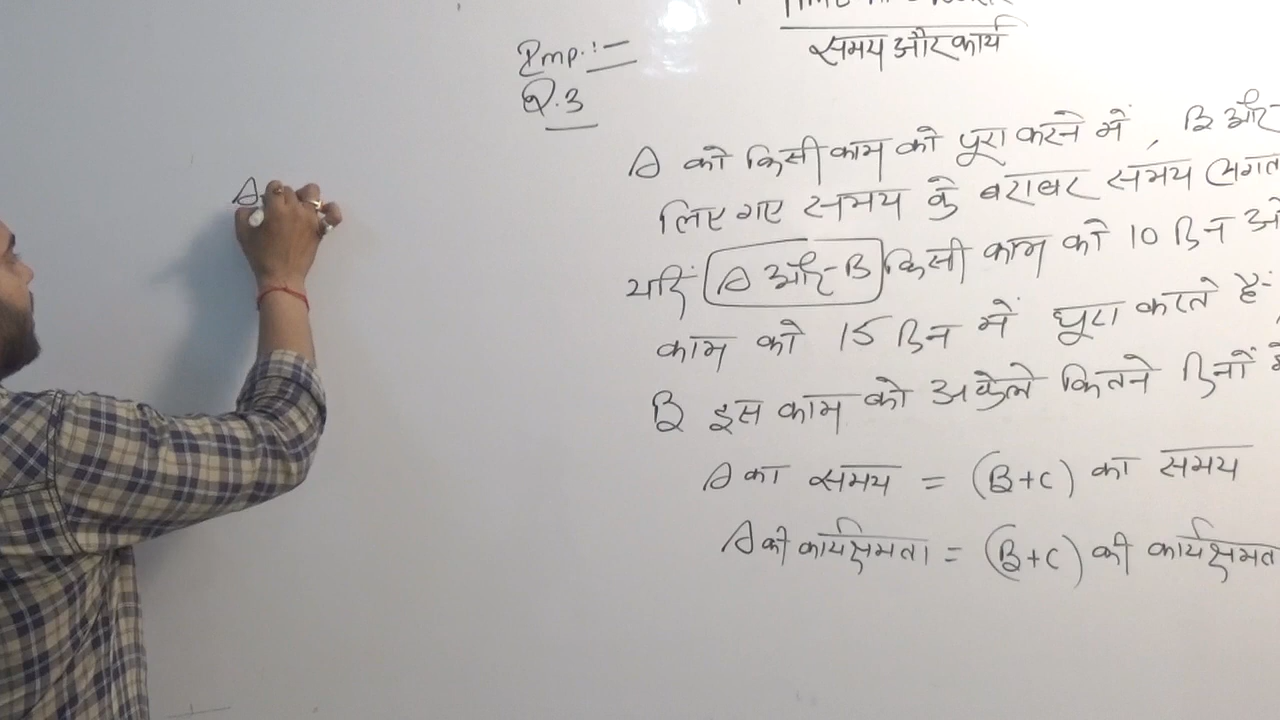 समय और कार्य
Imp.:-
Q.3
A को किसी काम को पूरा करने में, B और
लिए गए समय के बराबर समय लगत
यदि A और B किसी काम को 10 दिन औ
काम को 15 दिन में पूरा करते हैं
B इस काम को अकेले कितने दिनों में
A का समय = (B+C) का समय
A की कार्यक्षमता = (B+C) की कार्यक्षमत
A